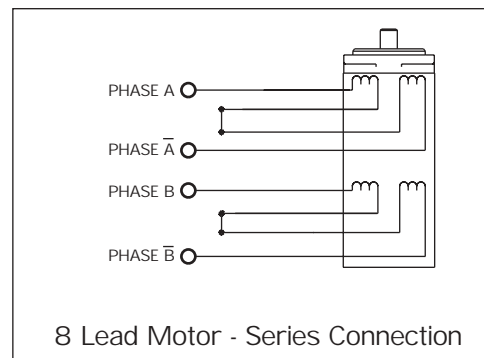 PHASE A
PHASE A̅
PHASE B
PHASE B̅
8 Lead Motor - Series Connection